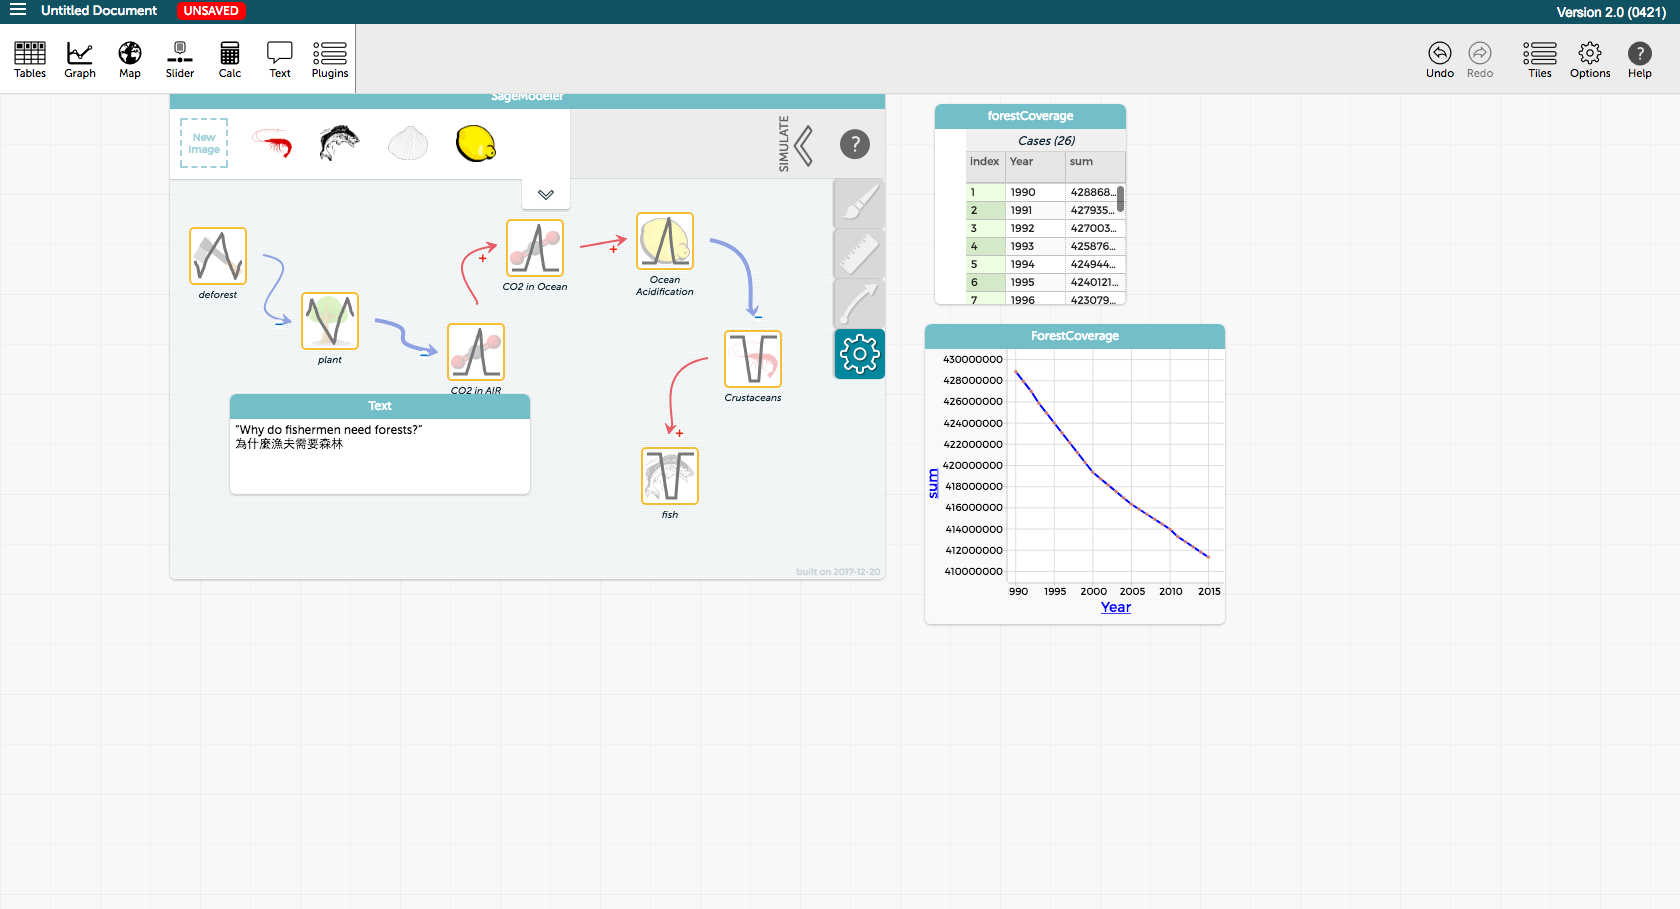 Untitled Document UNSAVED Version 2.0 (0421)
Tables Graph Map Slider Calc Text Plugins Undo Redo Tiles Options Help
SageModeler
New
Image
SIMULATE
?
deforest
plant
CO2 in AIR
CO2 in Ocean
Ocean
Acidification
Crustaceans
fish
Text
"Why do fishermen need forests?"
為什麼漁夫需要森林
built on 2017-12-20
forestCoverage
Cases (26)
index Year sum
1 1990 428868...
2 1991 427935...
3 1992 427003...
4 1993 425876...
5 1994 424944...
6 1995 4240121...
7 1996 423079...
ForestCoverage
430000000
428000000
426000000
424000000
422000000
420000000
418000000
416000000
414000000
412000000
410000000
sum
990 1995 2000 2005 2010 2015
Year